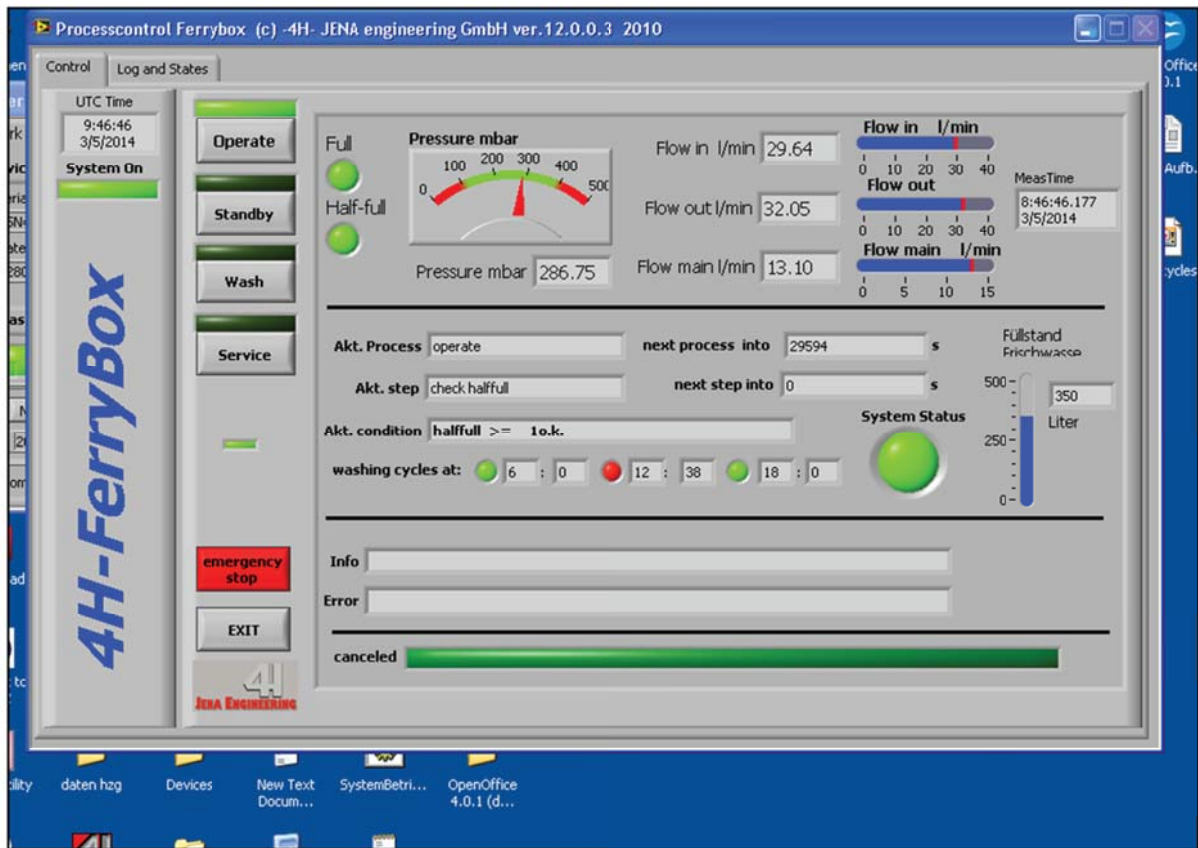 Processcontrol Ferrybox (c) -4H- JENA engineering GmbH ver.12.0.0.3 2010
Control
Log and States
UTC Time
9:46:46
3/5/2014
System On
4H-FerryBox
Operate
Standby
Wash
Service
emergency
stop
EXIT
4H
JENA ENGINEERING
Full
Half-full
Pressure mbar
0 100 200 300 400 500
Pressure mbar 286.75
Flow in l/min 29.64
Flow out l/min 32.05
Flow main l/min 13.10
Flow in l/min
0 10 20 30 40
Flow out
0 10 20 30 40
Flow main l/min
0 5 10 15
MeasTime
8:46:46.177
3/5/2014
Akt. Process operate
next process into 29594 s
Akt. step check halffull
next step into 0 s
Akt. condition halffull >= 1o.k.
washing cycles at: 6 : 0 12 : 38 18 : 0
System Status
Füllstand
Frischwasse
500
250
0
350
Liter
Info
Error
canceled
Office
Aufb.
ycles
daten hzg
Devices
New Text
Docum...
SystemBetri...
OpenOffice
4.0.1 (d...